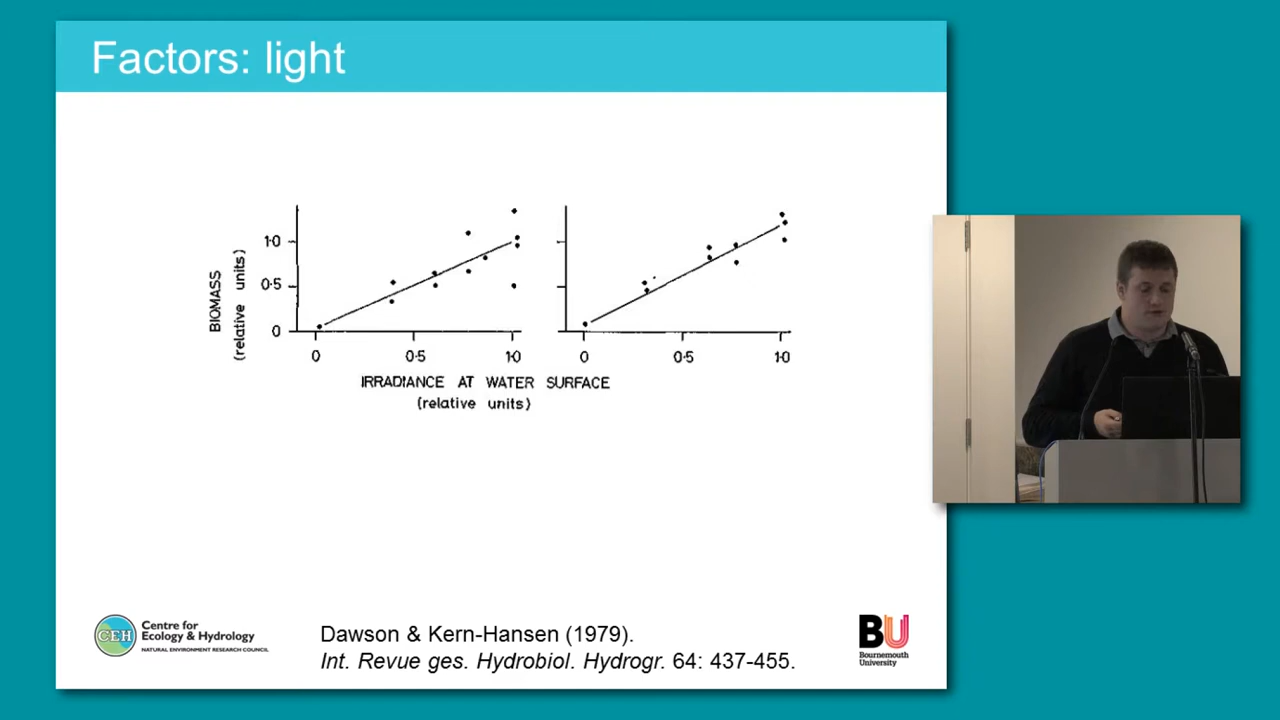 Factors: light
1·0
0·5
0
BIOMASS
(relative units)
0
0·5
1·0
0
0·5
1·0
IRRADIANCE AT WATER SURFACE
(relative units)
CEH
Centre for
Ecology & Hydrology
NATURAL ENVIRONMENT RESEARCH COUNCIL
Dawson & Kern-Hansen (1979).
Int. Revue ges. Hydrobiol. Hydrogr. 64: 437-455.
BU
Bournemouth
University